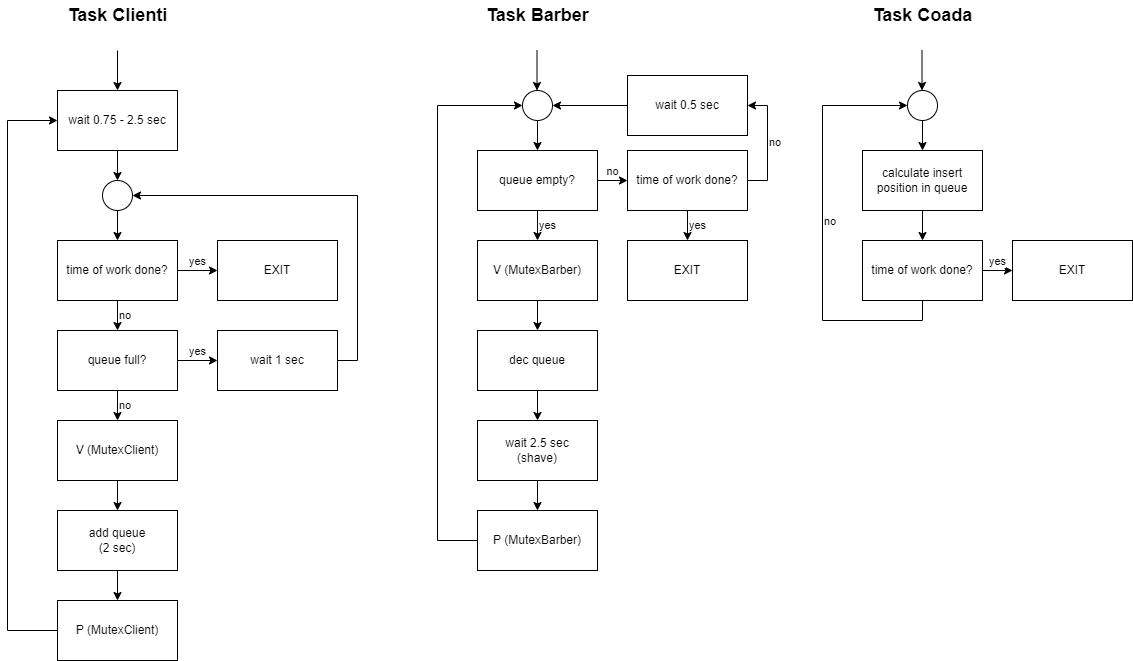 Task Clienti
wait 0.75 - 2.5 sec
time of work done?
yes
EXIT
no
queue full?
yes
wait 1 sec
no
V (MutexClient)
add queue
(2 sec)
P (MutexClient)
Task Barber
wait 0.5 sec
no
queue empty?
no
time of work done?
yes
yes
V (MutexBarber)
EXIT
dec queue
wait 2.5 sec
(shave)
P (MutexBarber)
Task Coada
calculate insert
position in queue
no
time of work done?
yes
EXIT